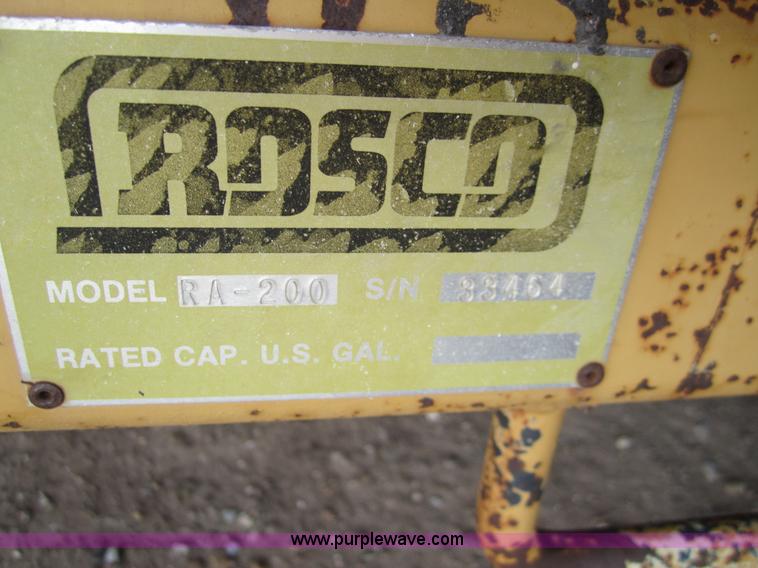 ROSCO
MODEL RA-200 S/N 33464
RATED CAP. U.S. GAL.
www.purplewave.com